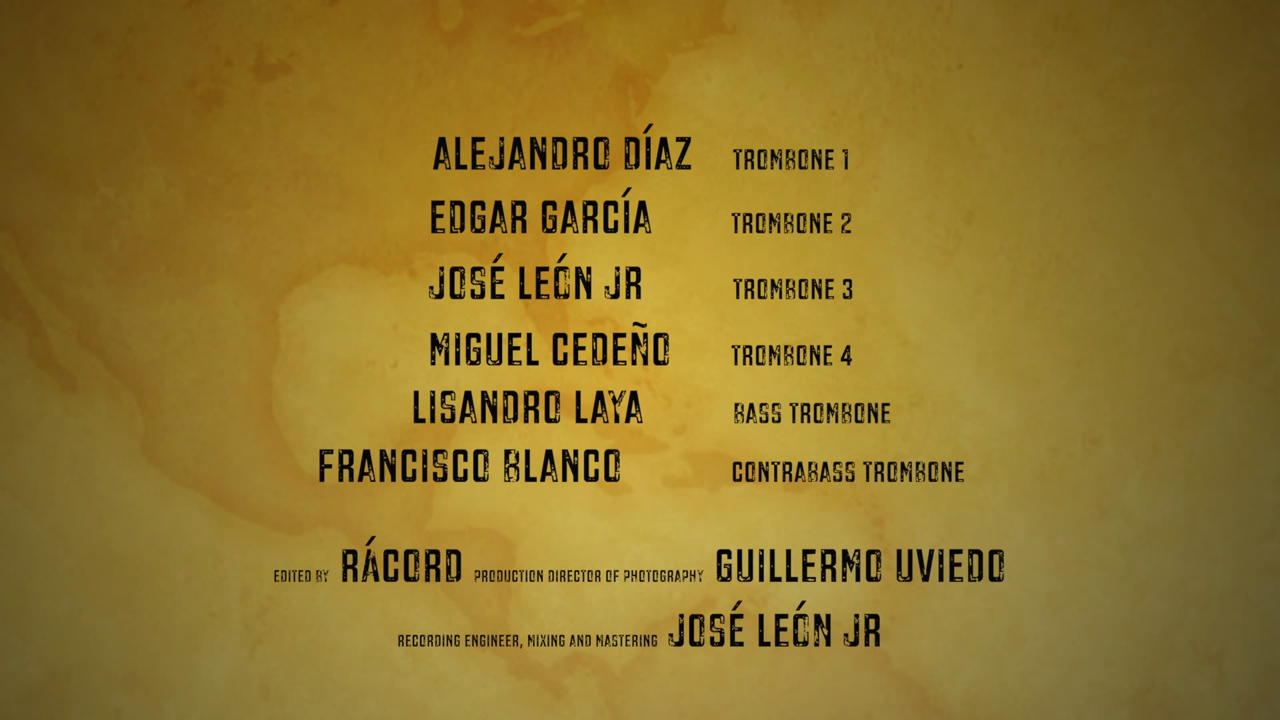 ALEJANDRO DÍAZ TROMBONE 1
EDGAR GARCÍA TROMBONE 2
JOSÉ LEÓN JR TROMBONE 3
MIGUEL CEDEÑO TROMBONE 4
LISANDRO LAYA BASS TROMBONE
FRANCISCO BLANCO CONTRABASS TROMBONE
EDITED BY RÁCORD PRODUCTION DIRECTOR OF PHOTOGRAPHY GUILLERMO UVIEDO
RECORDING ENGINEER, MIXING AND MASTERING JOSÉ LEÓN JR